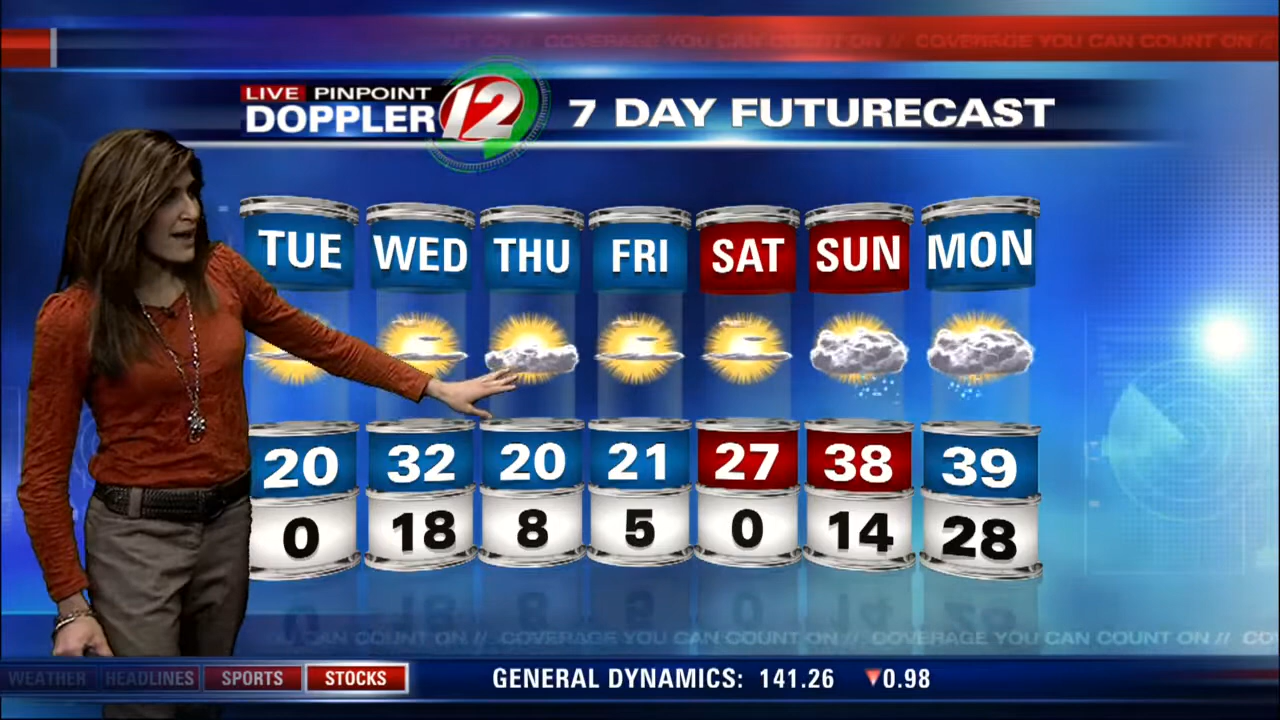 COVERAGE YOU CAN COUNT ON // COVERAGE YOU CAN COUNT ON //
LIVE PINPOINT
DOPPLER 12
7 DAY FUTURECAST
TUE WED THU FRI SAT SUN MON
20 32 20 21 27 38 39
0 18 8 5 0 14 28
CAN COUNT ON // COVERAGE YOU CAN COUNT ON // COVERAGE YOU CAN COUNT ON // CO
WEATHER HEADLINES SPORTS STOCKS GENERAL DYNAMICS: 141.26 ▼0.98